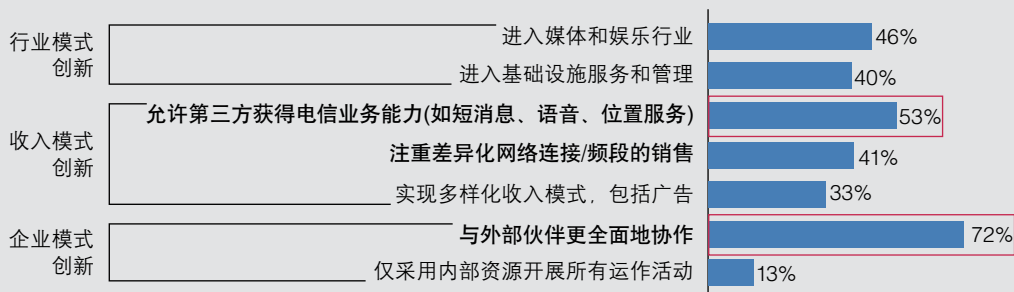 行业模式
创新
进入媒体和娱乐行业
46%
进入基础设施服务和管理
40%
收入模式
创新
允许第三方获得电信业务能力(如短消息、语音、位置服务)
53%
注重差异化网络连接/频段的销售
41%
实现多样化收入模式，包括广告
33%
企业模式
创新
与外部伙伴更全面地协作
72%
仅采用内部资源开展所有运作活动
13%